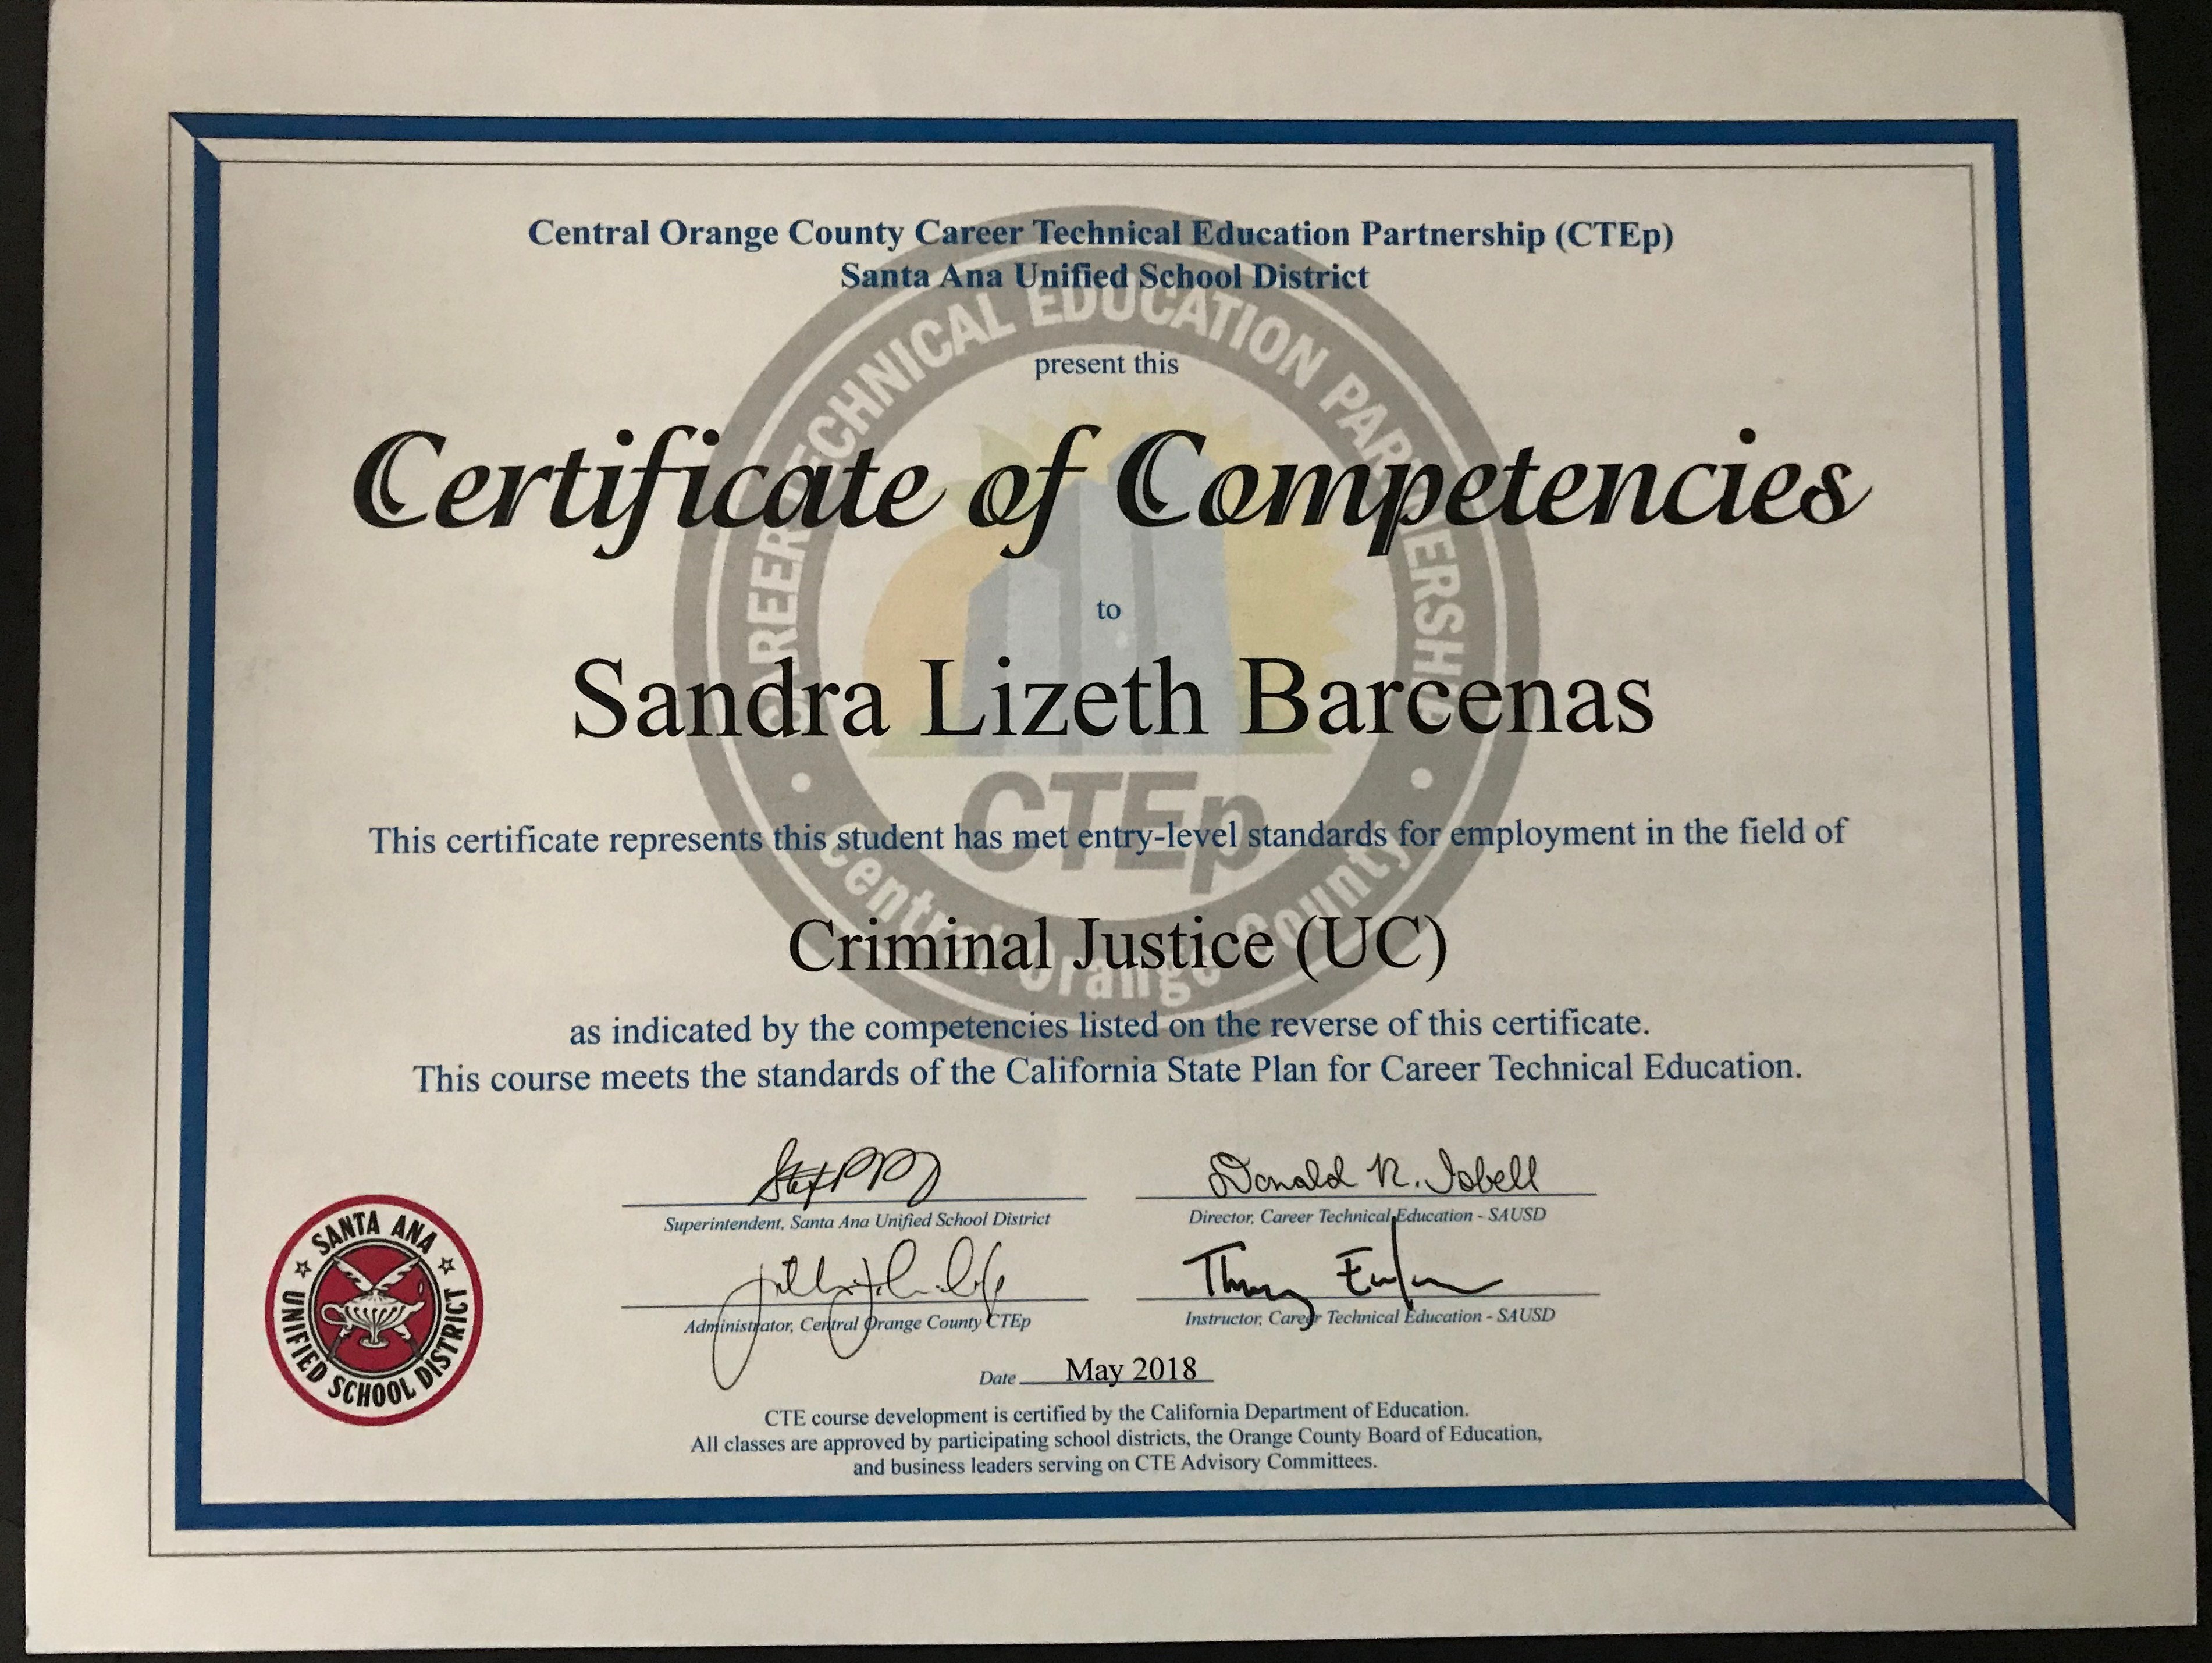 Central Orange County Career Technical Education Partnership (CTEp)
Santa Ana Unified School District
present this
Certificate of Competencies
to
Sandra Lizeth Barcenas
This certificate represents this student has met entry-level standards for employment in the field of
Criminal Justice (UC)
as indicated by the competencies listed on the reverse of this certificate.
This course meets the standards of the California State Plan for Career Technical Education.
CAREER TECHNICAL EDUCATION PARTNERSHIP
CTEp
Central Orange County
Donald R. Isbell
Superintendent, Santa Ana Unified School District
Director, Career Technical Education - SAUSD
Administrator, Central Orange County CTEp
Instructor, Career Technical Education - SAUSD
SANTA ANA
UNIFIED SCHOOL DISTRICT
Date May 2018
CTE course development is certified by the California Department of Education.
All classes are approved by participating school districts, the Orange County Board of Education,
and business leaders serving on CTE Advisory Committees.